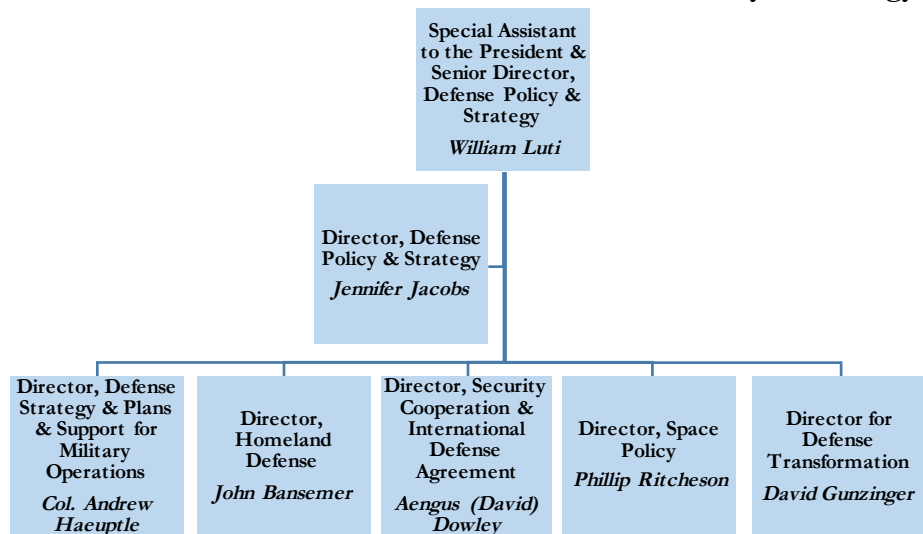 Special Assistant
to the President &
Senior Director,
Defense Policy &
Strategy
William Luti
Director, Defense
Policy & Strategy
Jennifer Jacobs
Director, Defense
Strategy & Plans
& Support for
Military
Operations
Col. Andrew
Haeuptle
Director,
Homeland
Defense
John Bansemer
Director, Security
Cooperation &
International
Defense
Agreement
Aengus (David)
Dowley
Director, Space
Policy
Phillip Ritcheson
Director for
Defense
Transformation
David Gunzinger